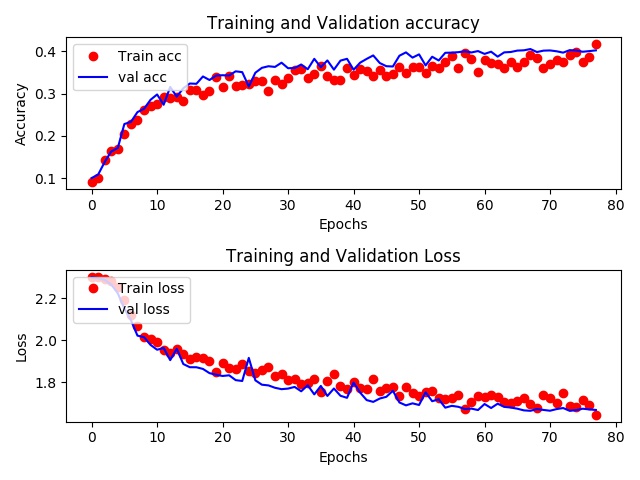 Training and Validation accuracy
Train acc
val acc
Accuracy
0.4
0.3
0.2
0.1
0 10 20 30 40 50 60 70 80
Epochs
Training and Validation Loss
Train loss
val loss
Loss
2.2
2.0
1.8
0 10 20 30 40 50 60 70 80
Epochs